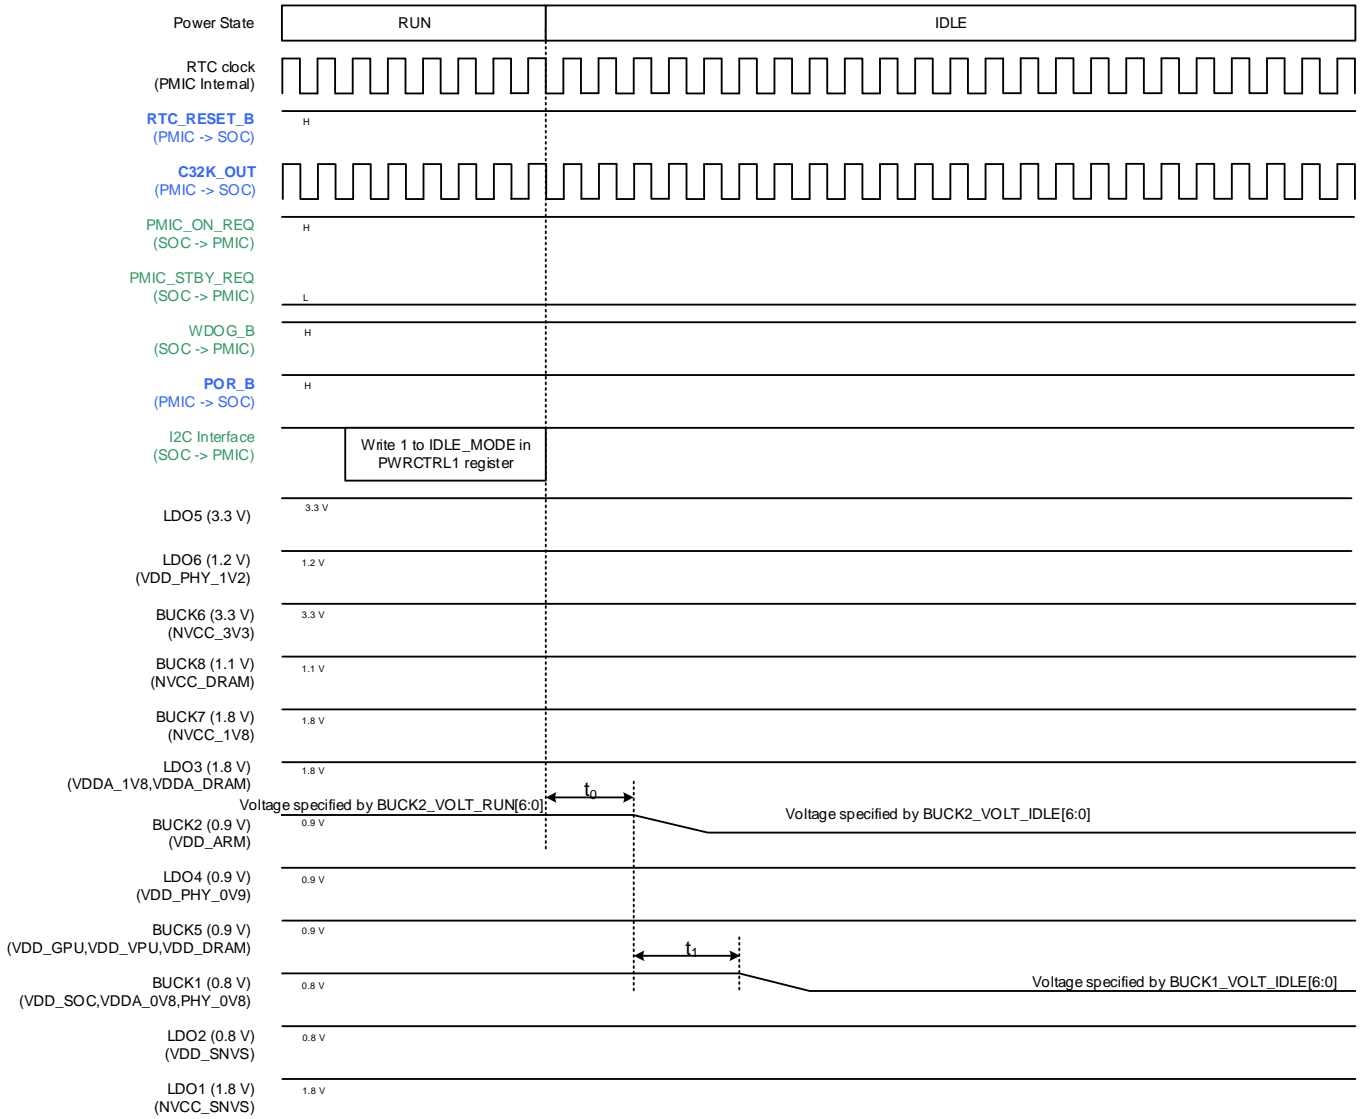 Power State
RUN
IDLE
RTC clock
(PMIC Internal)
RTC_RESET_B
(PMIC -> SOC)
H
C32K_OUT
(PMIC -> SOC)
PMIC_ON_REQ
(SOC -> PMIC)
H
PMIC_STBY_REQ
(SOC -> PMIC)
L
WDOG_B
(SOC -> PMIC)
H
POR_B
(PMIC -> SOC)
H
I2C Interface
(SOC -> PMIC)
Write 1 to IDLE_MODE in
PWRCTRL1 register
LDO5 (3.3 V)
3.3 V
LDO6 (1.2 V)
(VDD_PHY_1V2)
1.2 V
BUCK6 (3.3 V)
(NVCC_3V3)
3.3 V
BUCK8 (1.1 V)
(NVCC_DRAM)
1.1 V
BUCK7 (1.8 V)
(NVCC_1V8)
1.8 V
LDO3 (1.8 V)
(VDDA_1V8,VDDA_DRAM)
1.8 V
t0
Voltage specified by BUCK2_VOLT_RUN[6:0]
Voltage specified by BUCK2_VOLT_IDLE[6:0]
BUCK2 (0.9 V)
(VDD_ARM)
0.9 V
LDO4 (0.9 V)
(VDD_PHY_0V9)
0.9 V
BUCK5 (0.9 V)
(VDD_GPU,VDD_VPU,VDD_DRAM)
0.9 V
t1
BUCK1 (0.8 V)
(VDD_SOC,VDDA_0V8,PHY_0V8)
0.8 V
Voltage specified by BUCK1_VOLT_IDLE[6:0]
LDO2 (0.8 V)
(VDD_SNVS)
0.8 V
LDO1 (1.8 V)
(NVCC_SNVS)
1.8 V